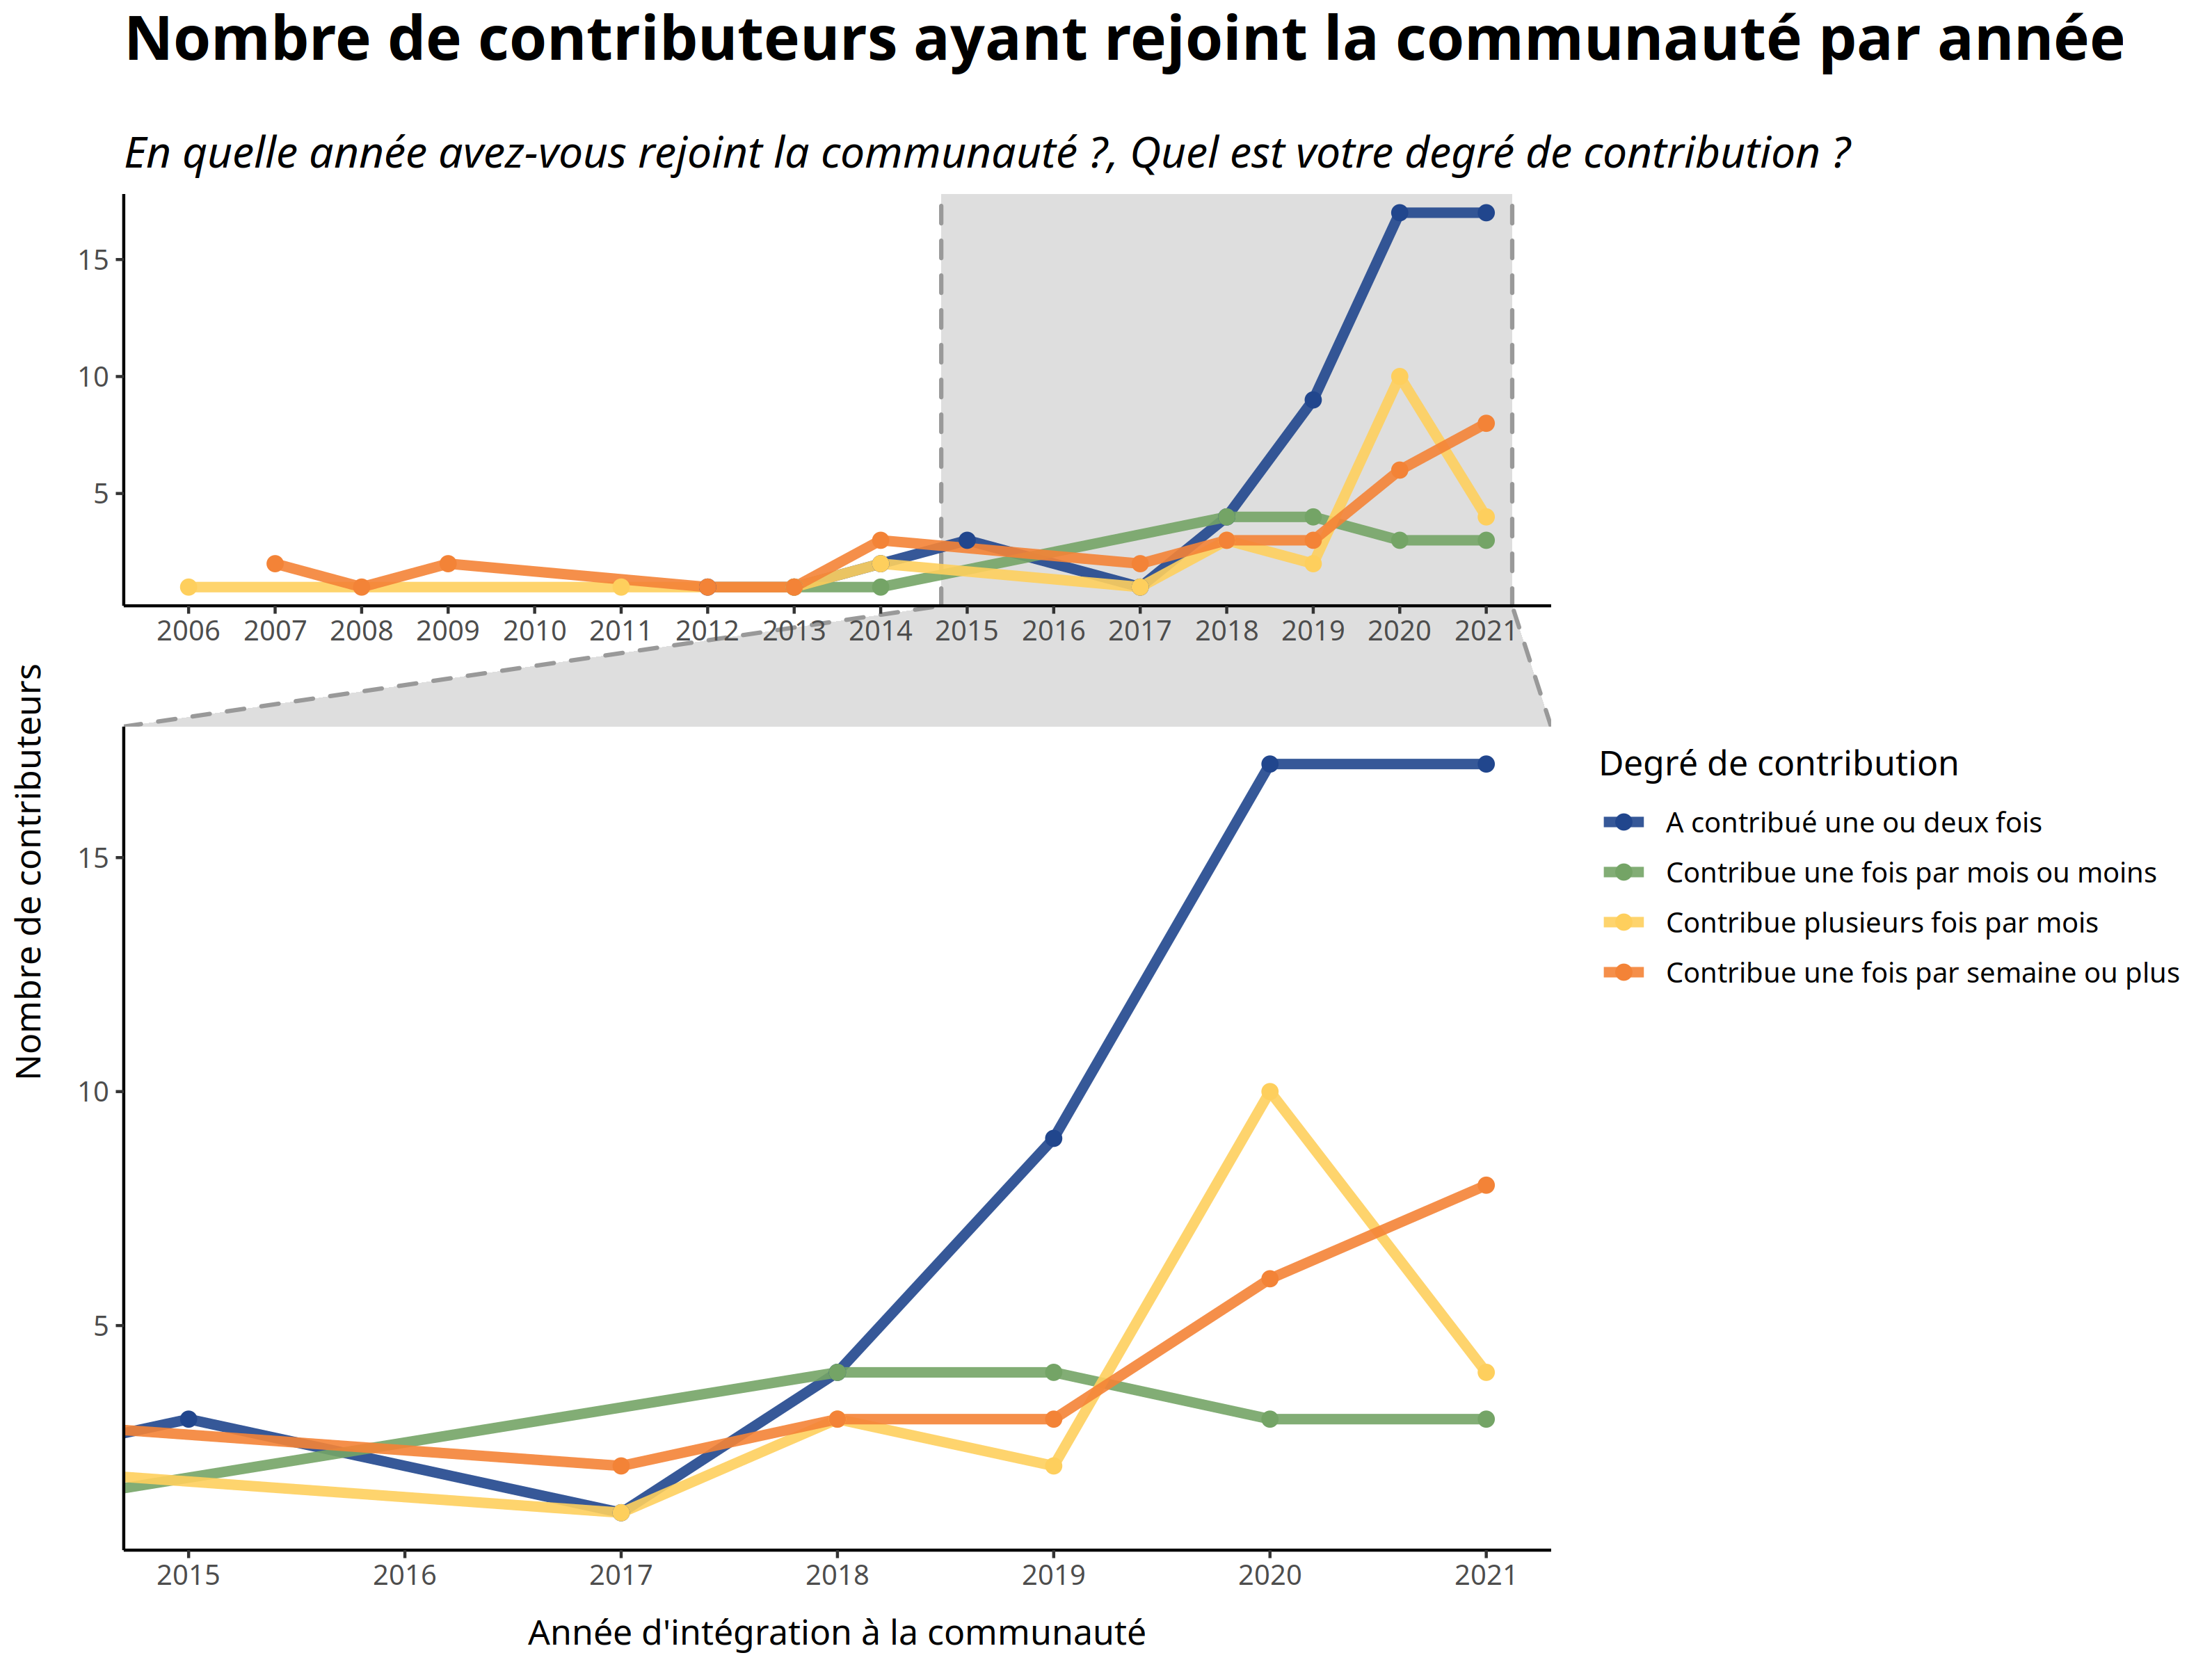 Nombre de contributeurs ayant rejoint la communauté par année
En quelle année avez-vous rejoint la communauté ?, Quel est votre degré de contribution ?
15
10
5
2006 2007 2008 2009 2010 2011 2012 2013 2014 2015 2016 2017 2018 2019 2020 2021
Nombre de contributeurs
15
10
5
2015 2016 2017 2018 2019 2020 2021
Année d'intégration à la communauté
Degré de contribution
A contribué une ou deux fois
Contribue une fois par mois ou moins
Contribue plusieurs fois par mois
Contribue une fois par semaine ou plus